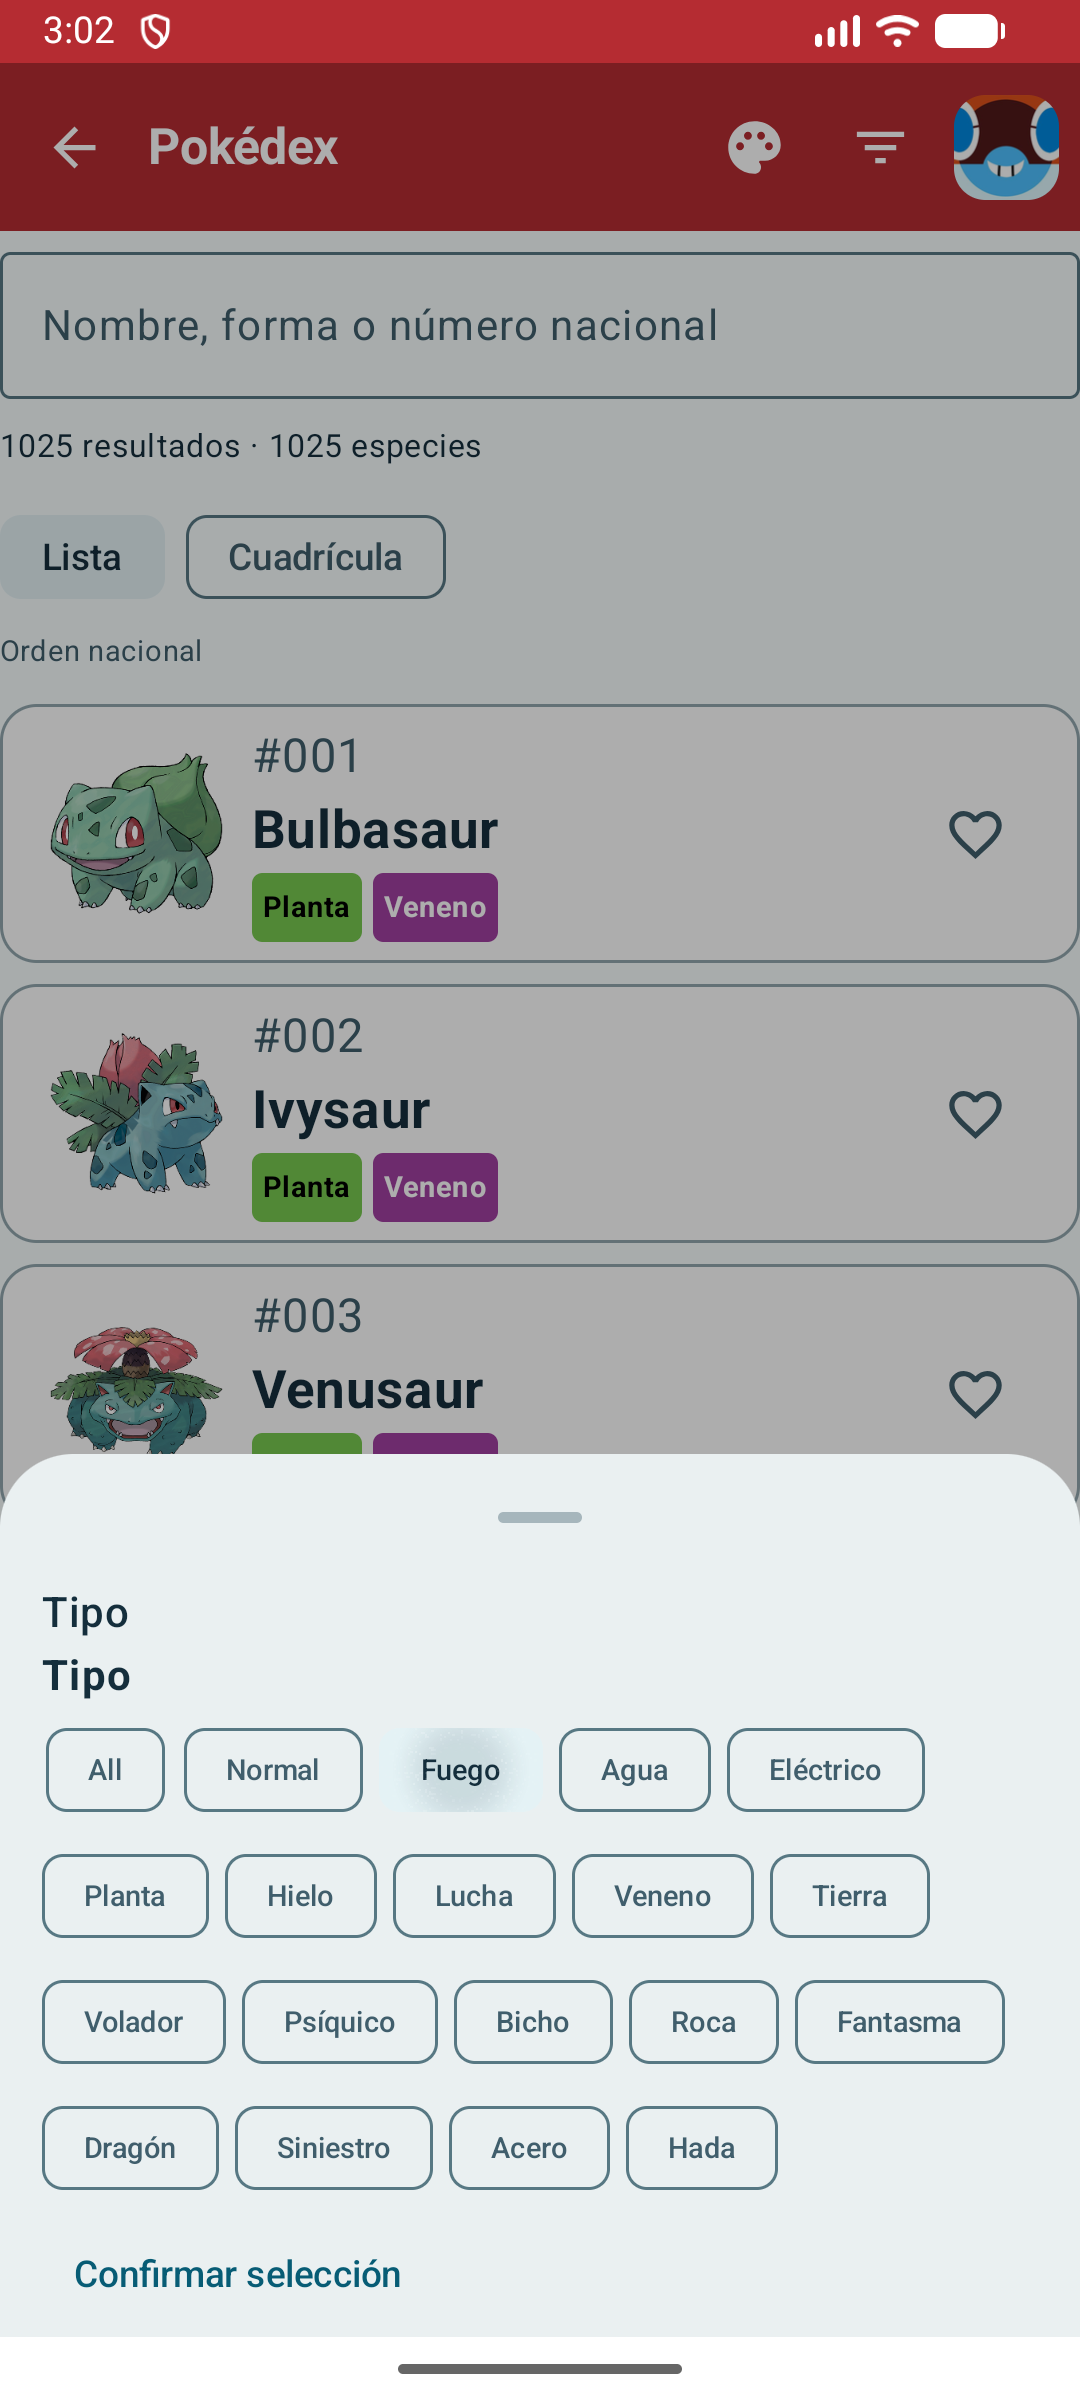 3:02
Pokédex
Nombre, forma o número nacional
1025 resultados · 1025 especies
Lista Cuadrícula
Orden nacional
#001
Bulbasaur
Planta Veneno
#002
Ivysaur
Planta Veneno
#003
Venusaur
Tipo
Tipo
All Normal Fuego Agua Eléctrico
Planta Hielo Lucha Veneno Tierra
Volador Psíquico Bicho Roca Fantasma
Dragón Siniestro Acero Hada
Confirmar selección